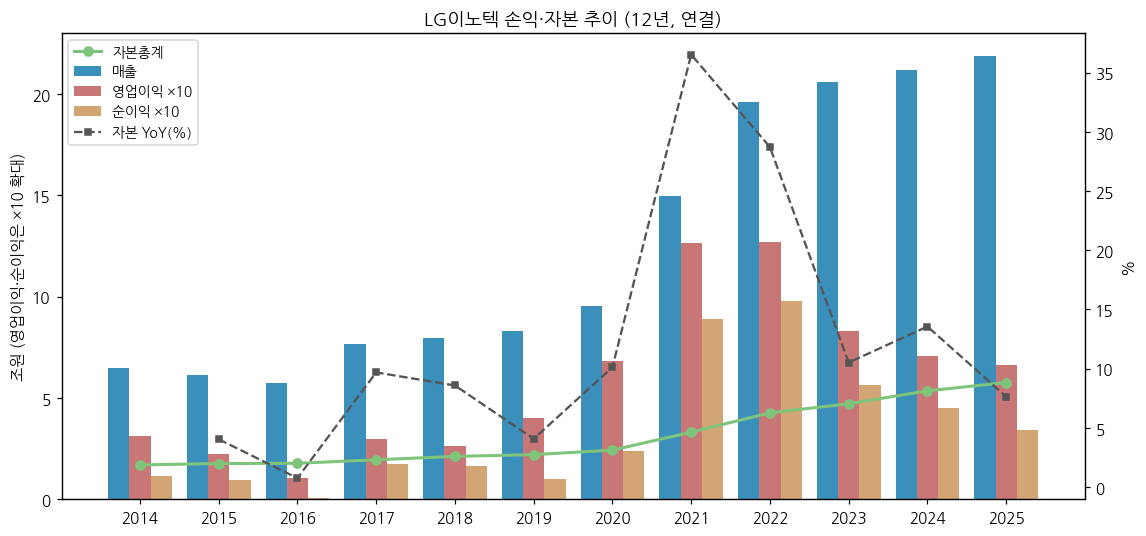 LG이노텍 손익·자본 추이 (12년, 연결)
자본총계
매출
영업이익 ×10
순이익 ×10
자본 YoY(%)
조원 (영업이익·순이익은 ×10 확대)
20
15
10
5
0
35
30
25
20
15
10
5
0
%
2014 2015 2016 2017 2018 2019 2020 2021 2022 2023 2024 2025